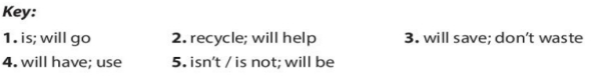 Key:
1. is; will go 2. recycle; will help 3. will save; don't waste
4. will have; use 5. isn't / is not; will be